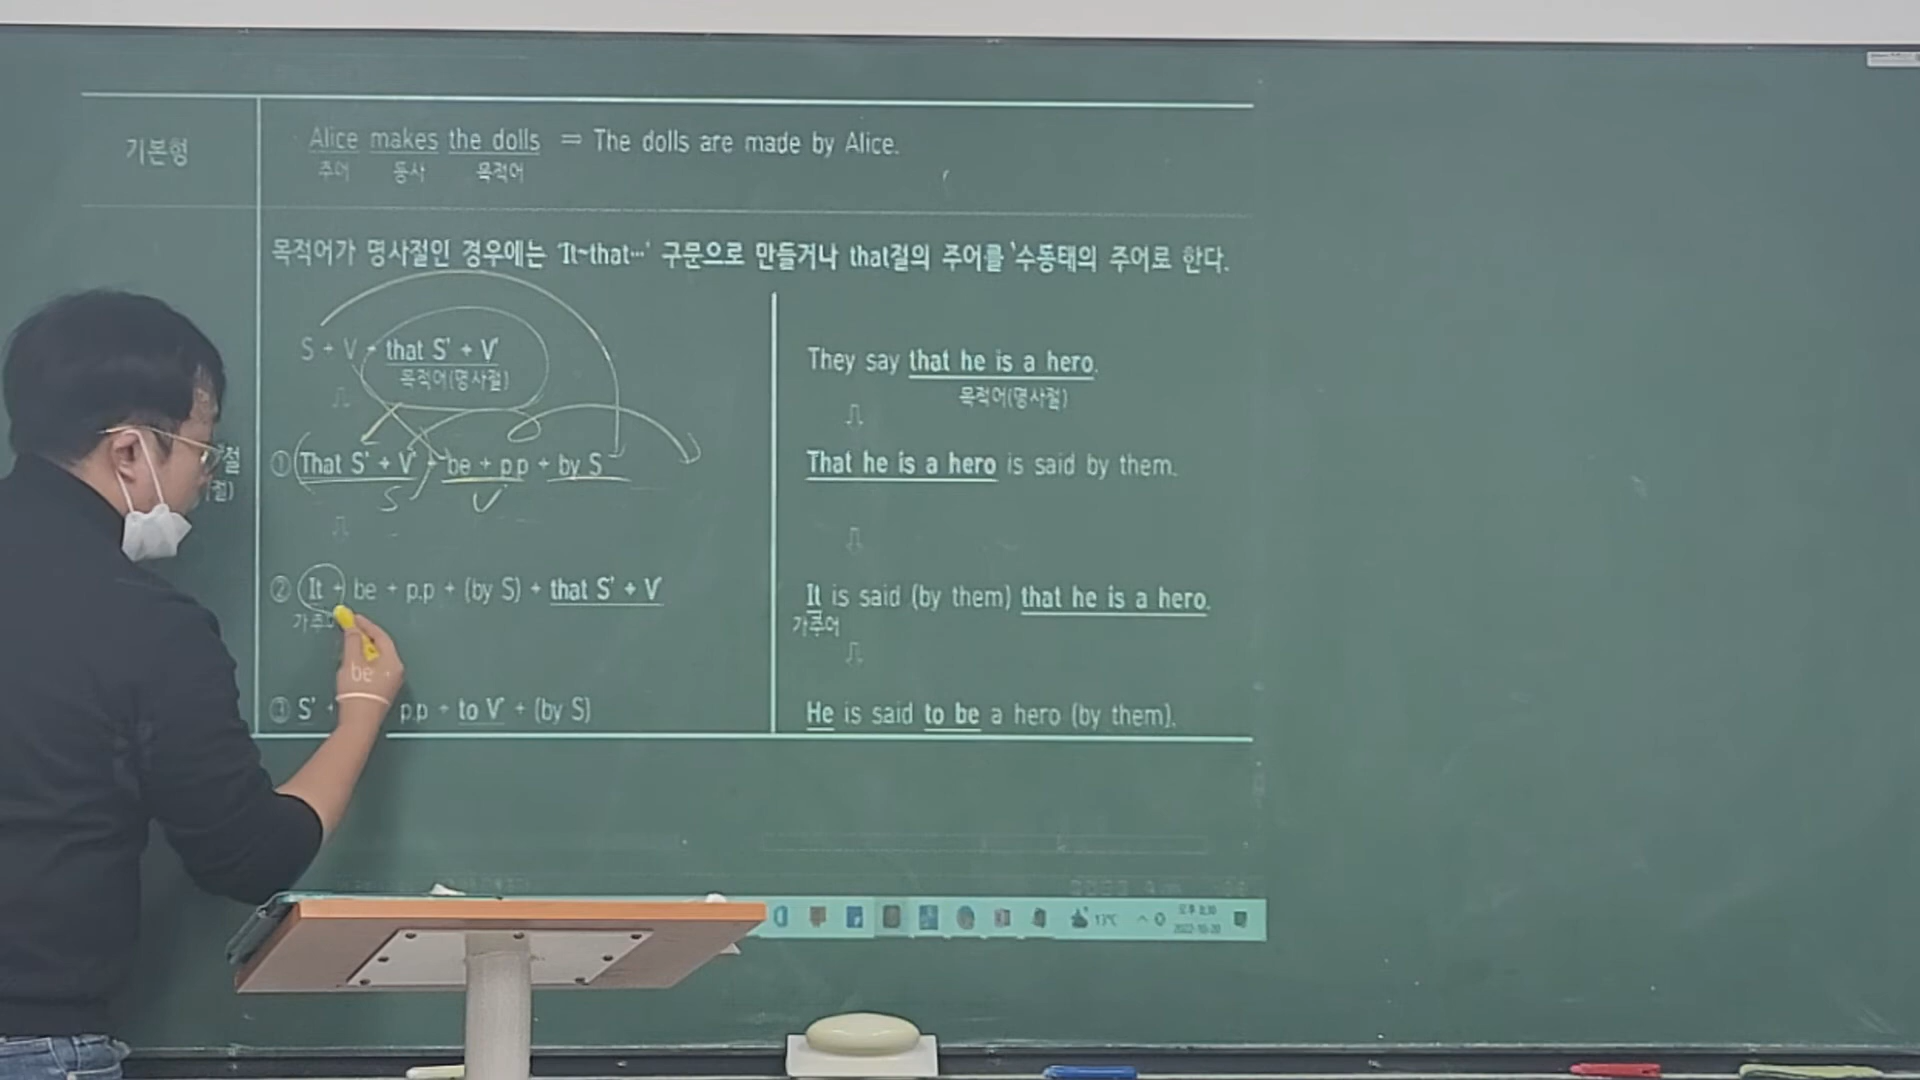 기본형
Alice makes the dolls ⇒ The dolls are made by Alice.
주어 동사 목적어
목적어가 명사절인 경우에는 'It~that…' 구문으로 만들거나 that절의 주어를 '수동태의 주어로 한다.
S + V + that S' + V'
목적어(명사절)
⇩
① That S' + V' + be + p.p + by S
S V
⇩
② It + be + p.p + (by S) + that S' + V'
가주어
③ S' + be + p.p + to V' + (by S)
절
절)
They say that he is a hero.
목적어(명사절)
⇩
That he is a hero is said by them.
⇩
It is said (by them) that he is a hero.
가주어
⇩
He is said to be a hero (by them).
13℃
2022-10-20